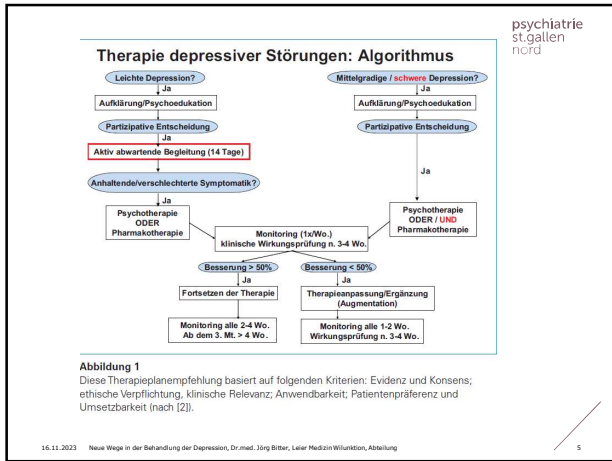 psychiatrie
st.gallen
nord
Therapie depressiver Störungen: Algorithmus
Leichte Depression?
Mittelgradige / schwere Depression?
Ja
Ja
Aufklärung/Psychoedukation
Aufklärung/Psychoedukation
Partizipative Entscheidung
Partizipative Entscheidung
Ja
Aktiv abwartende Begleitung (14 Tage)
Ja
Anhaltende/verschlechterte Symptomatik?
Ja
Psychotherapie
ODER
Pharmakotherapie
Psychotherapie
ODER / UND
Pharmakotherapie
Monitoring (1x/Wo.)
klinische Wirkungsprüfung n. 3-4 Wo.
Besserung > 50%
Besserung < 50%
Ja
Ja
Fortsetzen der Therapie
Therapieanpassung/Ergänzung
(Augmentation)
Monitoring alle 2-4 Wo.
Ab dem 3. Mt. > 4 Wo.
Monitoring alle 1-2 Wo.
Wirkungsprüfung n. 3-4 Wo.
Abbildung 1
Diese Therapieplanempfehlung basiert auf folgenden Kriterien: Evidenz und Konsens;
ethische Verpflichtung, klinische Relevanz; Anwendbarkeit; Patientenpräferenz und
Umsetzbarkeit (nach [2]).
16.11.2023 Neue Wege in der Behandlung der Depression, Dr.med. Jörg Bitter, Leier Medizin Wilunktion, Abteilung 5